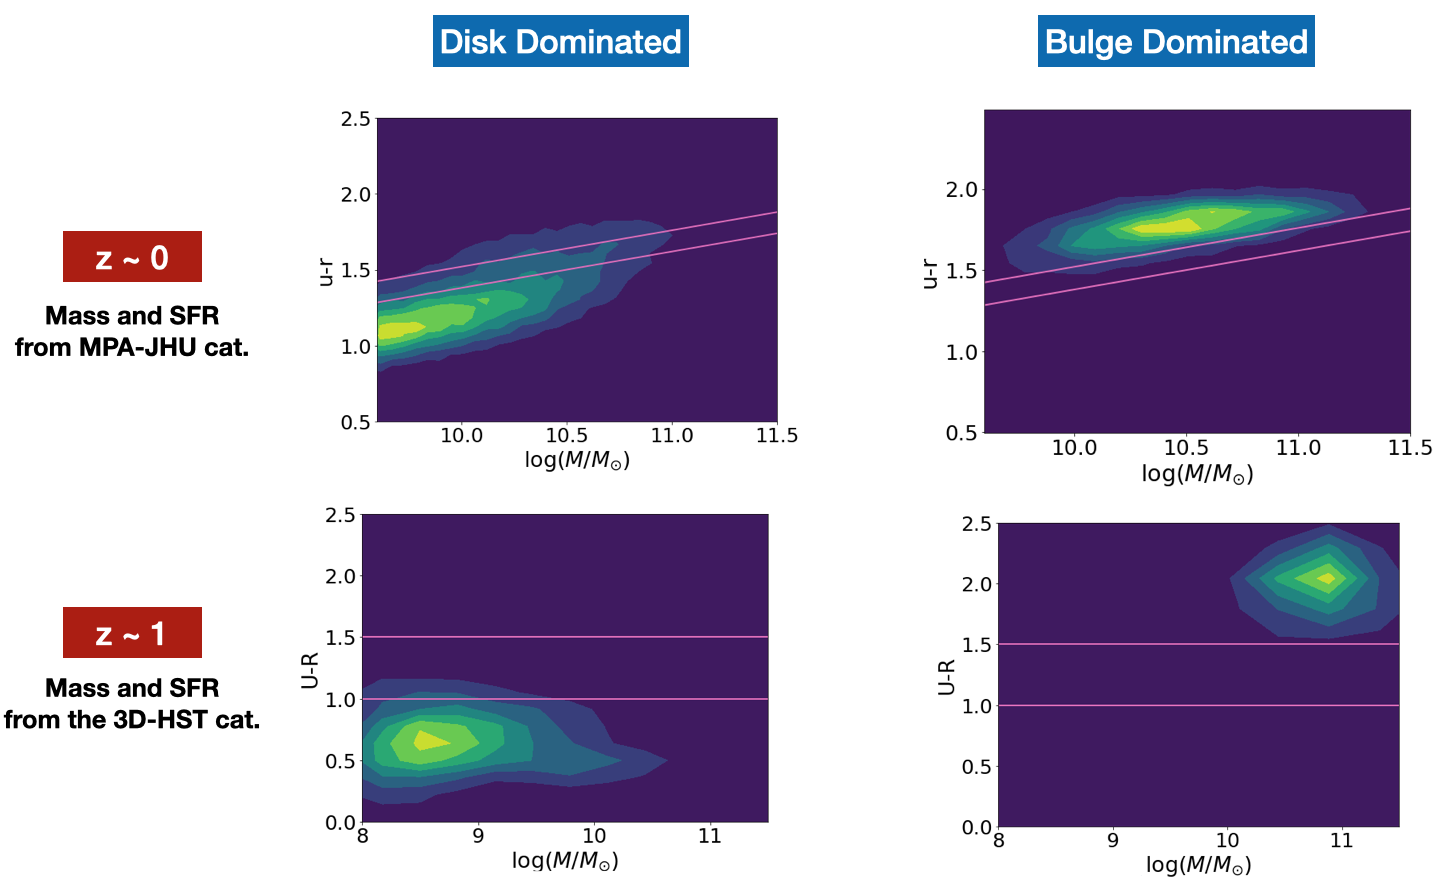 Disk Dominated
Bulge Dominated
z ~ 0
Mass and SFR
from MPA-JHU cat.
2.5
2.0
1.5
1.0
0.5
u-r
10.0 10.5 11.0 11.5
log(M/M☉)
2.0
1.5
1.0
0.5
u-r
10.0 10.5 11.0 11.5
log(M/M☉)
z ~ 1
Mass and SFR
from the 3D-HST cat.
2.5
2.0
1.5
1.0
0.5
0.0
U-R
8 9 10 11
log(M/M☉)
2.5
2.0
1.5
1.0
0.5
0.0
U-R
8 9 10 11
log(M/M☉)